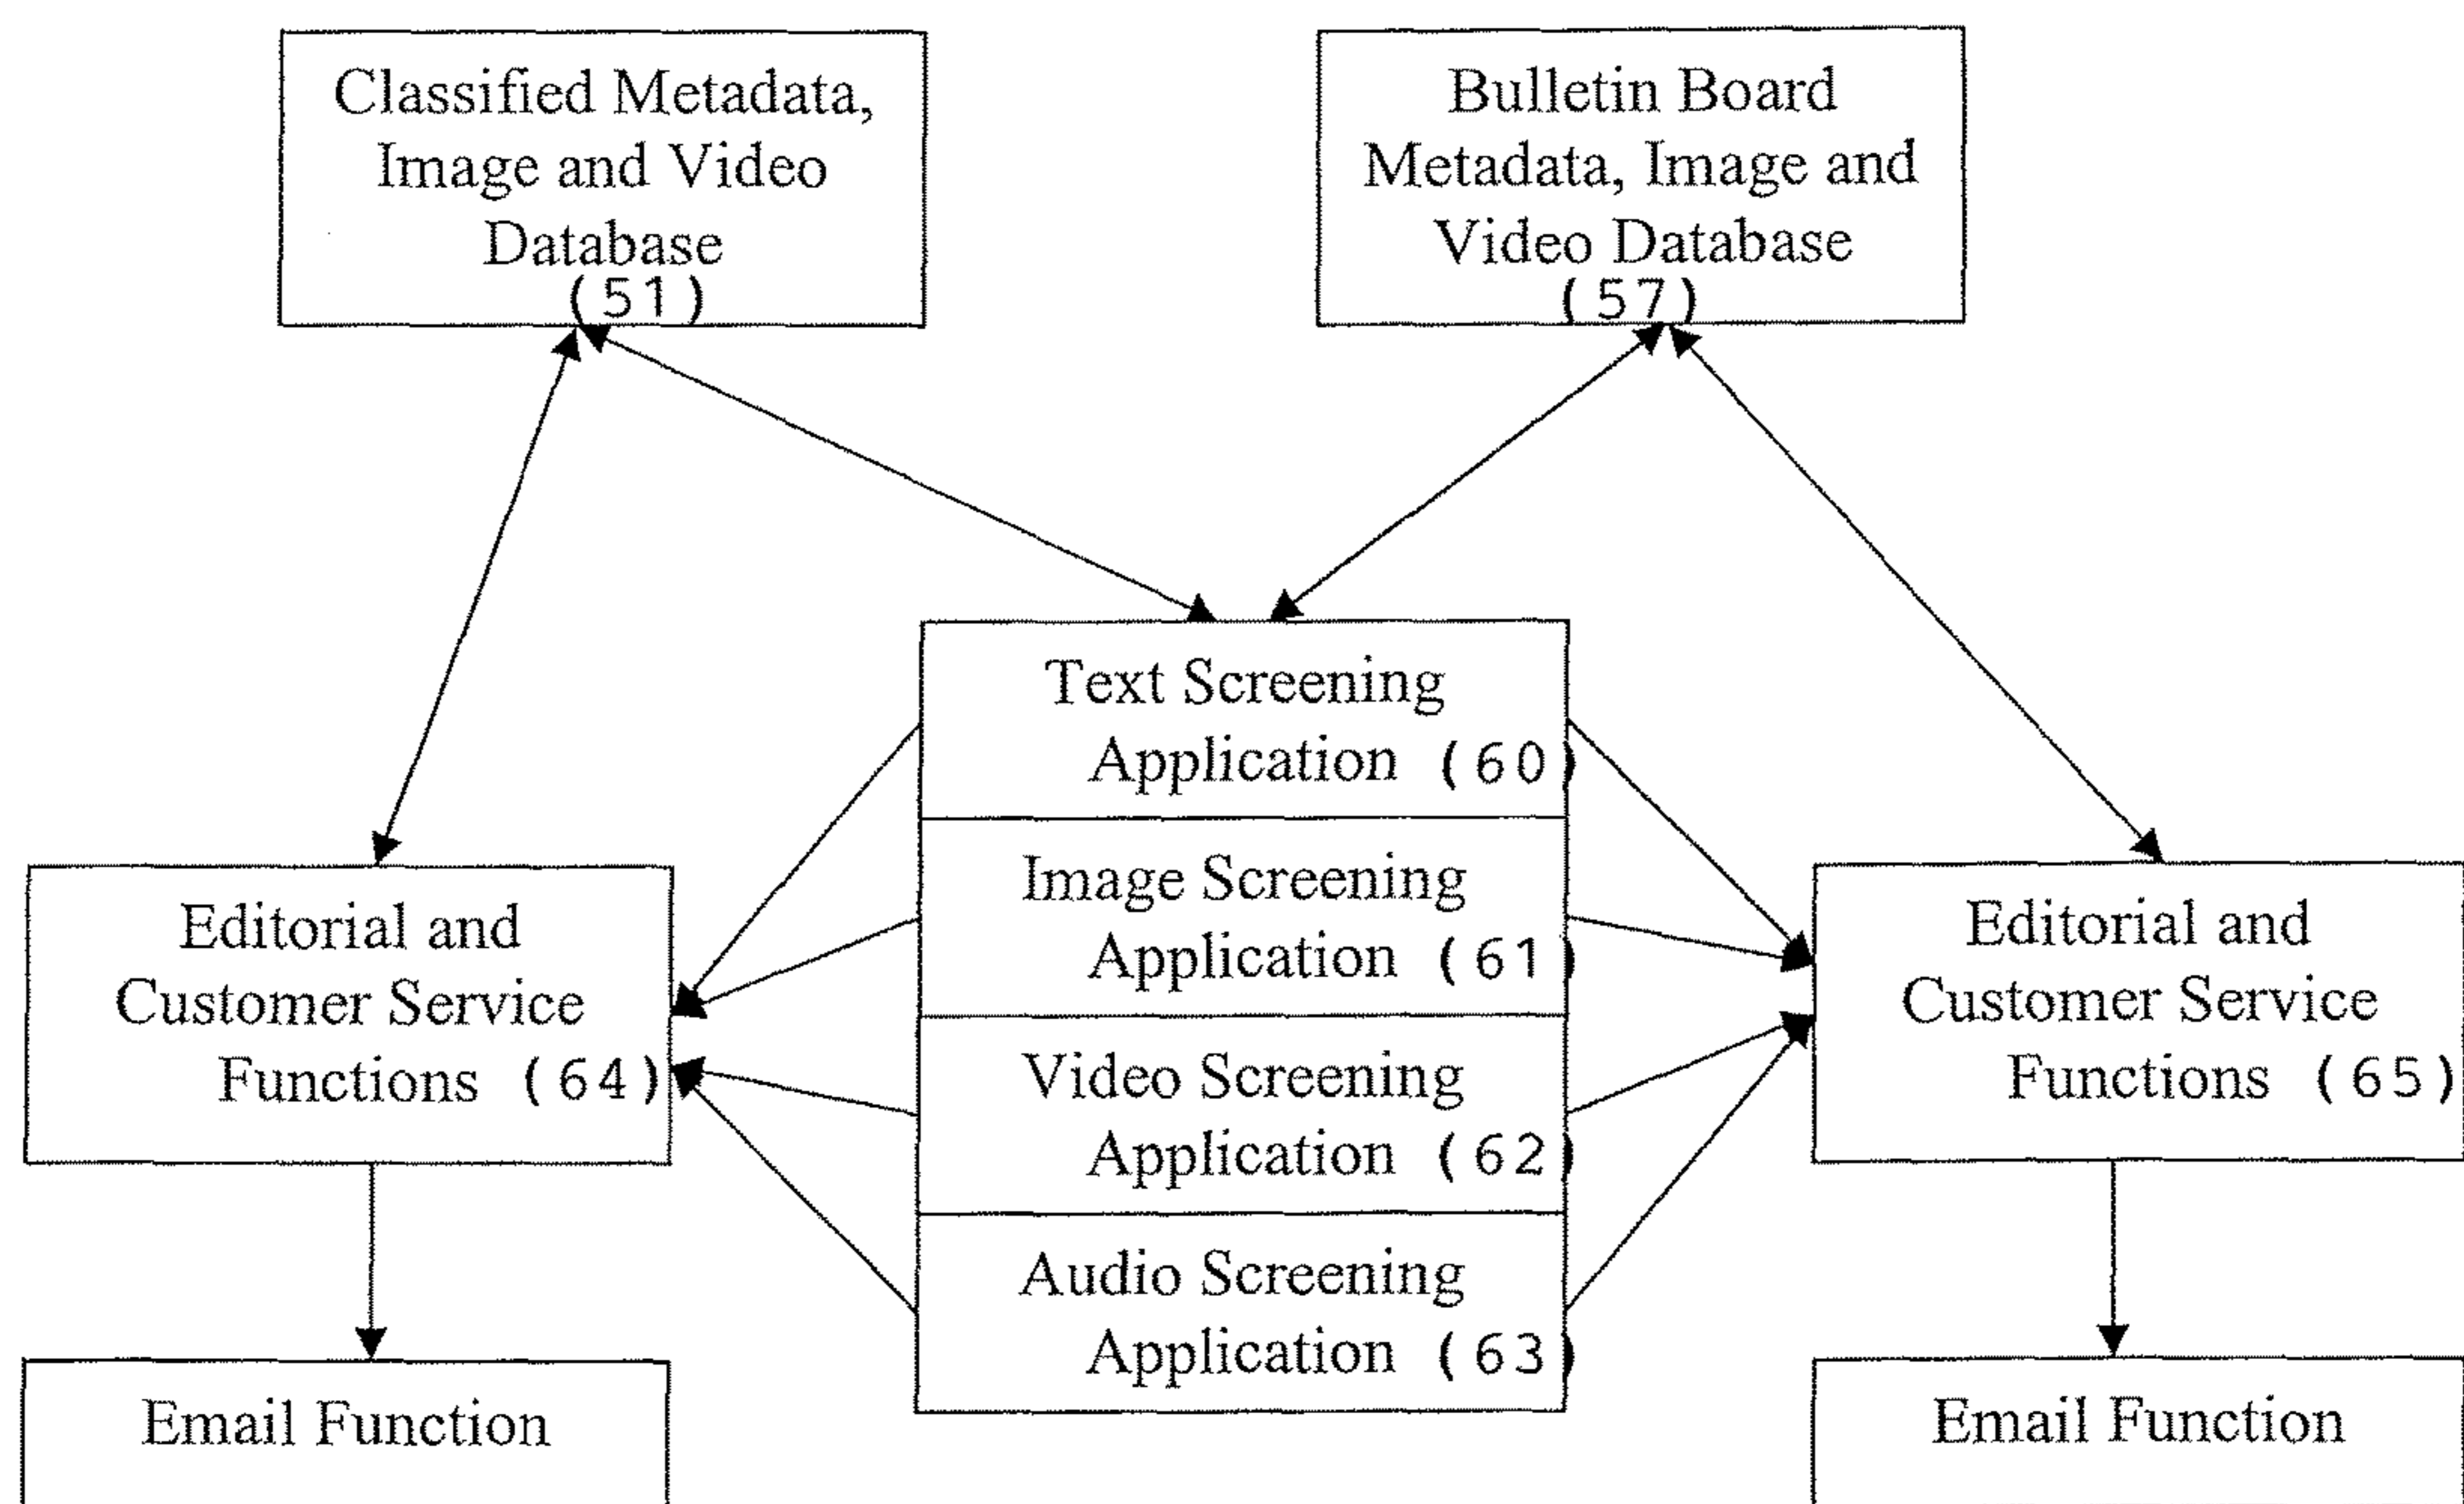 Classified Metadata,
Image and Video
Database
(51)
Bulletin Board
Metadata, Image and
Video Database
(57)
Text Screening
Application (60)
Image Screening
Application (61)
Video Screening
Application (62)
Audio Screening
Application (63)
Editorial and
Customer Service
Functions (64)
Editorial and
Customer Service
Functions (65)
Email Function
Email Function